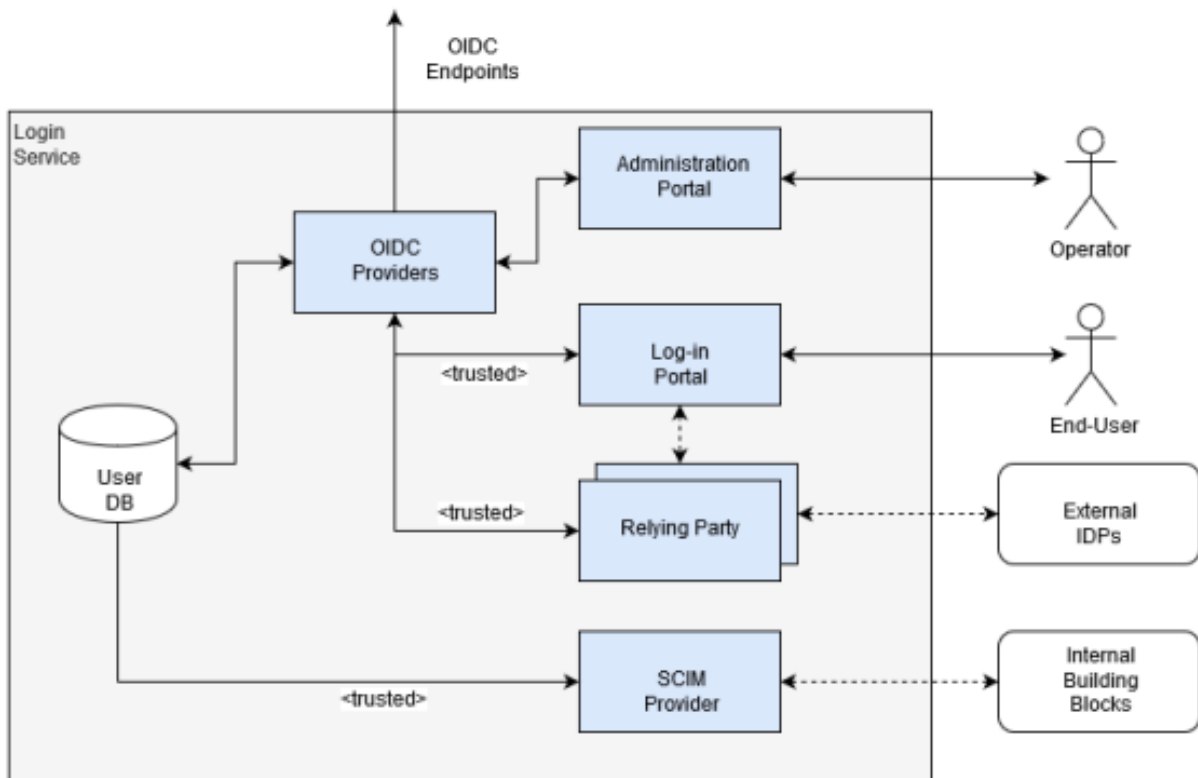 OIDC
Endpoints
Login
Service
Administration
Portal
Operator
OIDC
Providers
Log-in
Portal
<trusted>
End-User
User
DB
<trusted>
Relying Party
External
IDPs
SCIM
Provider
<trusted>
Internal
Building
Blocks